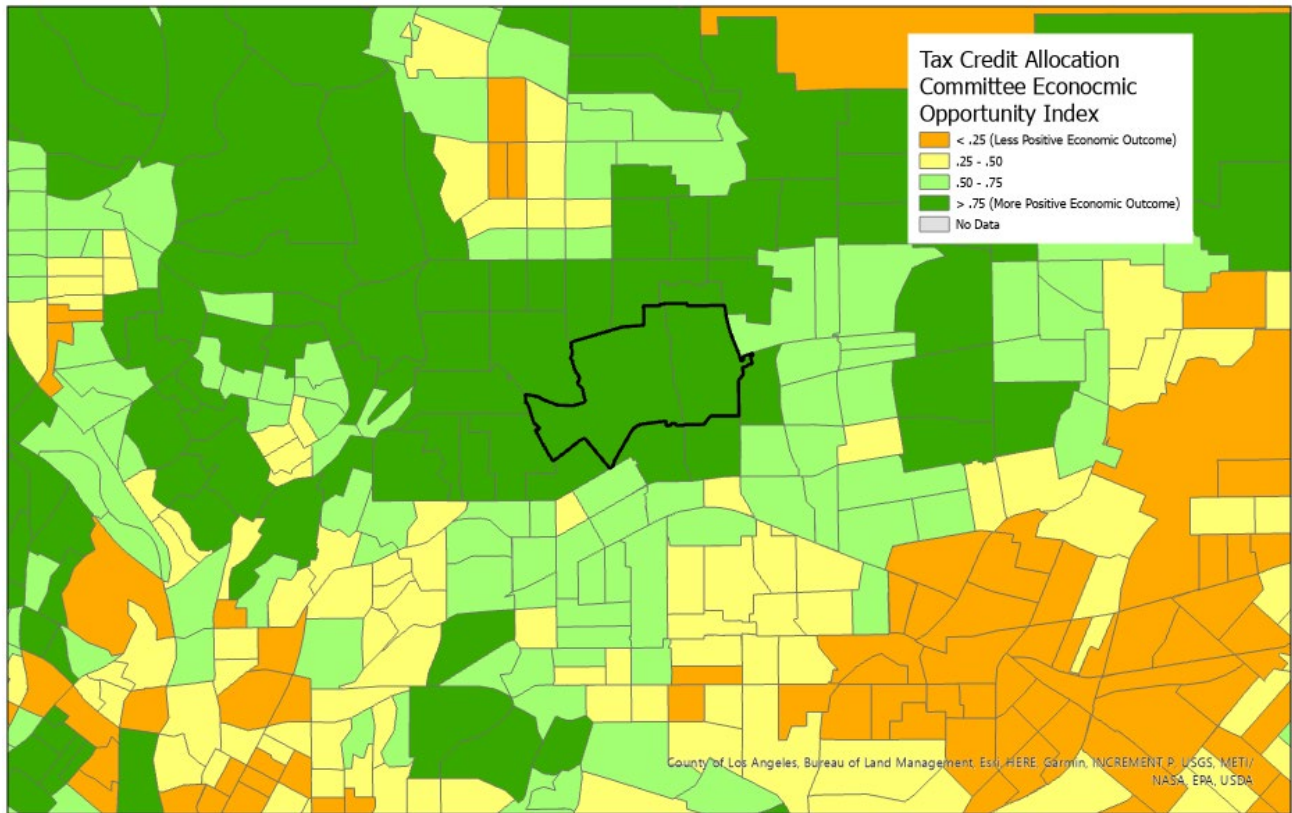 Tax Credit Allocation
Committee Econocmic
Opportunity Index
< .25 (Less Positive Economic Outcome)
.25 - .50
.50 - .75
> .75 (More Positive Economic Outcome)
No Data
County of Los Angeles, Bureau of Land Management, Esri, HERE, Garmin, INCREMENT P, USGS, METI/
NASA, EPA, USDA